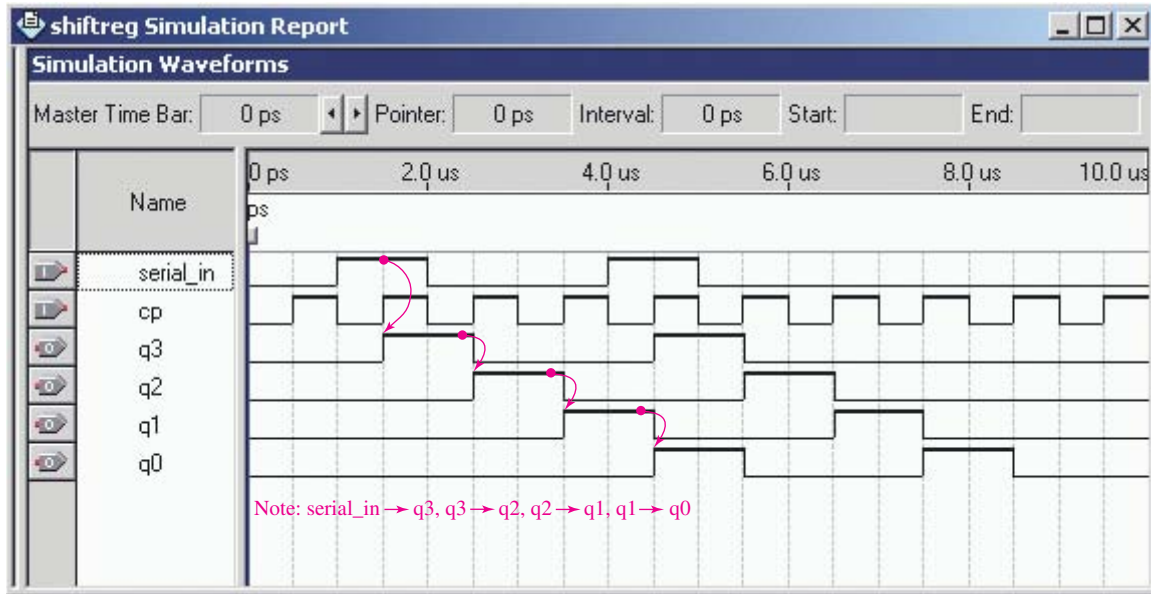 shiftreg Simulation Report
Simulation Waveforms
Master Time Bar: 0 ps Pointer: 0 ps Interval: 0 ps Start: End:
Name
0 ps 2.0 us 4.0 us 6.0 us 8.0 us 10.0 us
ps
serial_in
cp
q3
q2
q1
q0
Note: serial_in → q3, q3 → q2, q2 → q1, q1 → q0